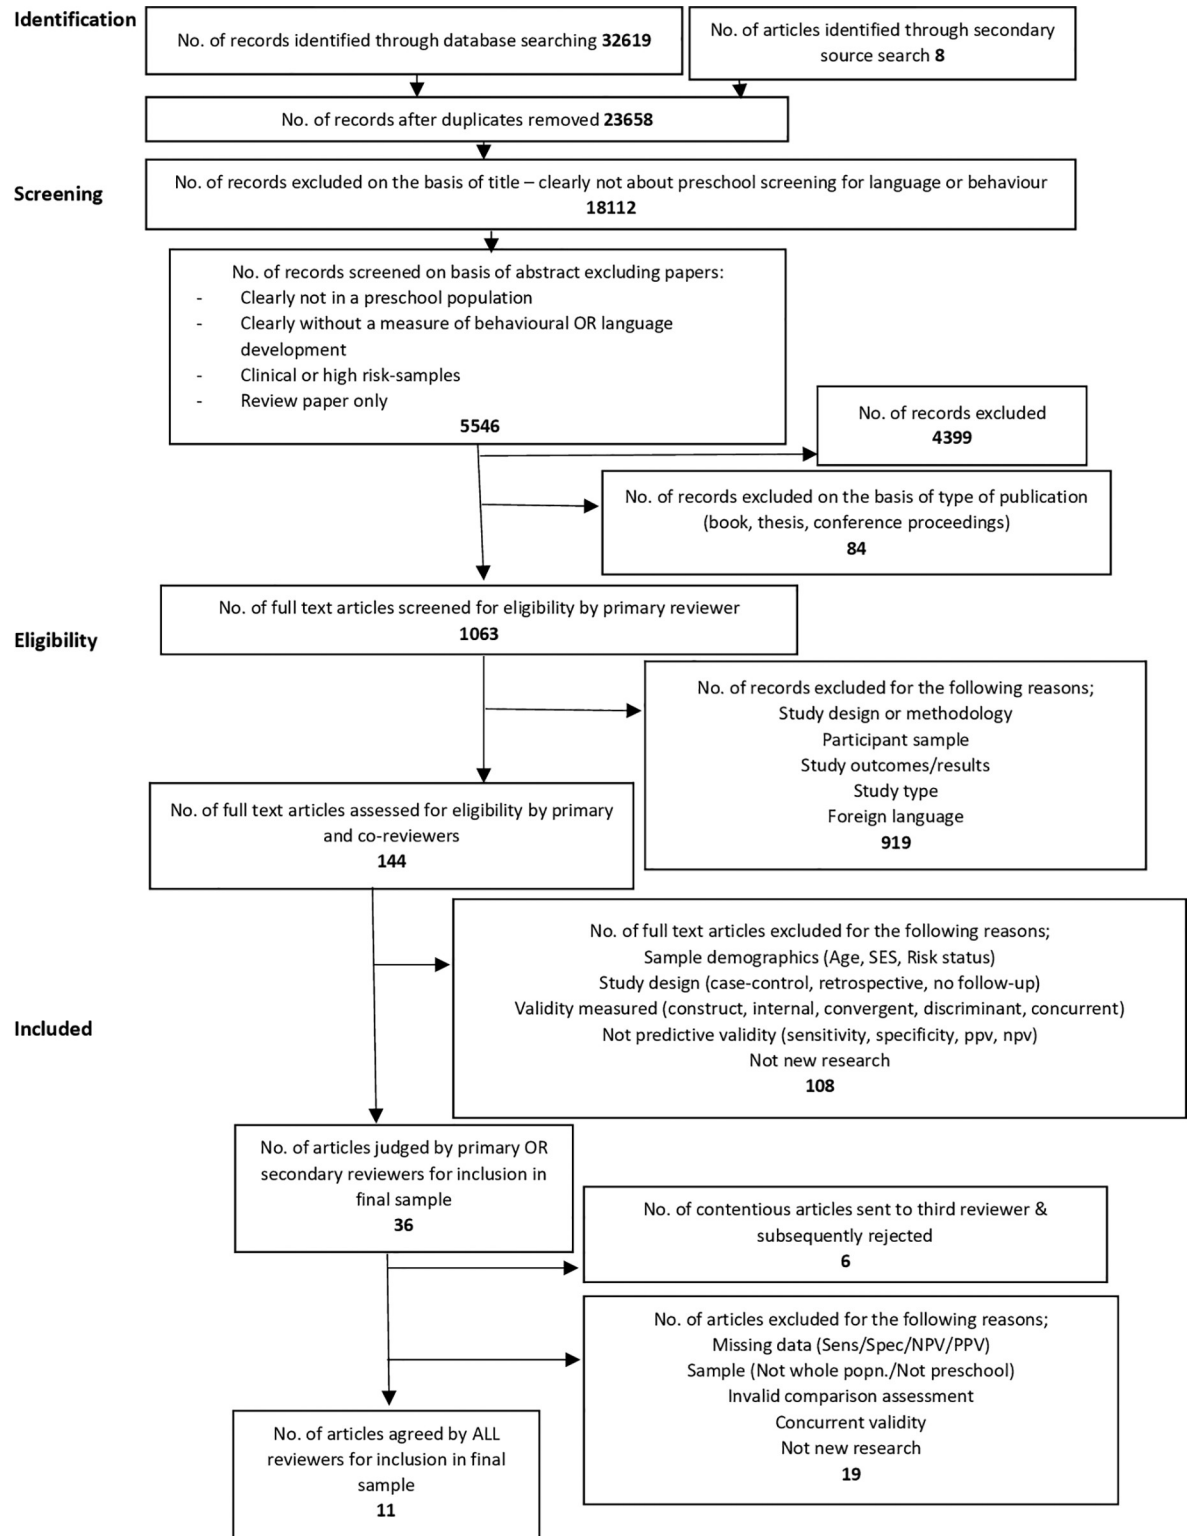 Identification
No. of records identified through database searching 32619
No. of articles identified through secondary
source search 8
No. of records after duplicates removed 23658
Screening
No. of records excluded on the basis of title – clearly not about preschool screening for language or behaviour
18112
No. of records screened on basis of abstract excluding papers:
- Clearly not in a preschool population
- Clearly without a measure of behavioural OR language
development
- Clinical or high risk-samples
- Review paper only
5546
No. of records excluded
4399
No. of records excluded on the basis of type of publication
(book, thesis, conference proceedings)
84
No. of full text articles screened for eligibility by primary reviewer
1063
Eligibility
No. of records excluded for the following reasons;
Study design or methodology
Participant sample
Study outcomes/results
Study type
Foreign language
919
No. of full text articles assessed for eligibility by primary
and co-reviewers
144
No. of full text articles excluded for the following reasons;
Sample demographics (Age, SES, Risk status)
Study design (case-control, retrospective, no follow-up)
Validity measured (construct, internal, convergent, discriminant, concurrent)
Not predictive validity (sensitivity, specificity, ppv, npv)
Not new research
108
Included
No. of articles judged by primary OR
secondary reviewers for inclusion in
final sample
36
No. of contentious articles sent to third reviewer &
subsequently rejected
6
No. of articles excluded for the following reasons;
Missing data (Sens/Spec/NPV/PPV)
Sample (Not whole popn./Not preschool)
Invalid comparison assessment
Concurrent validity
Not new research
19
No. of articles agreed by ALL
reviewers for inclusion in final
sample
11